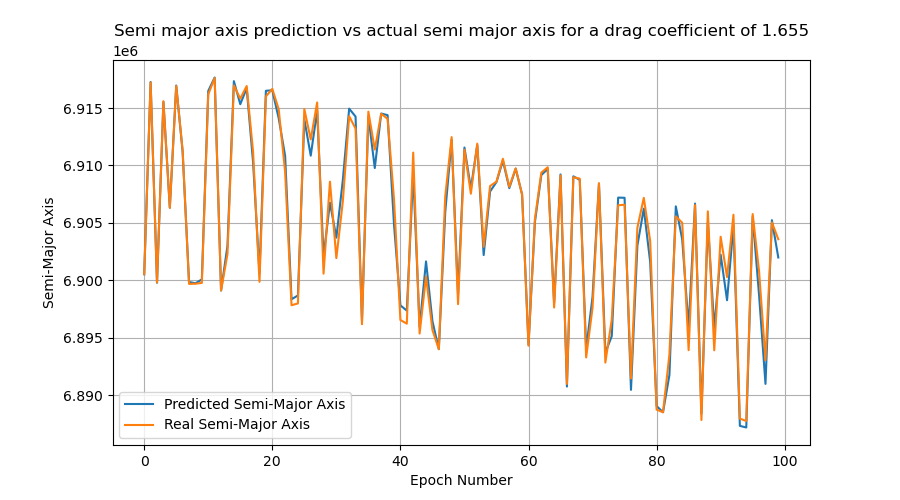 Semi major axis prediction vs actual semi major axis for a drag coefficient of 1.655
1e6
6.915
6.910
6.905
6.900
6.895
6.890
Semi-Major Axis
Predicted Semi-Major Axis
Real Semi-Major Axis
0 20 40 60 80 100
Epoch Number